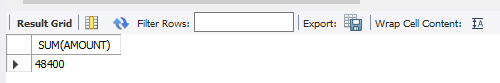 Result Grid Filter Rows: Export: Wrap Cell Content:
SUM(AMOUNT)
48400